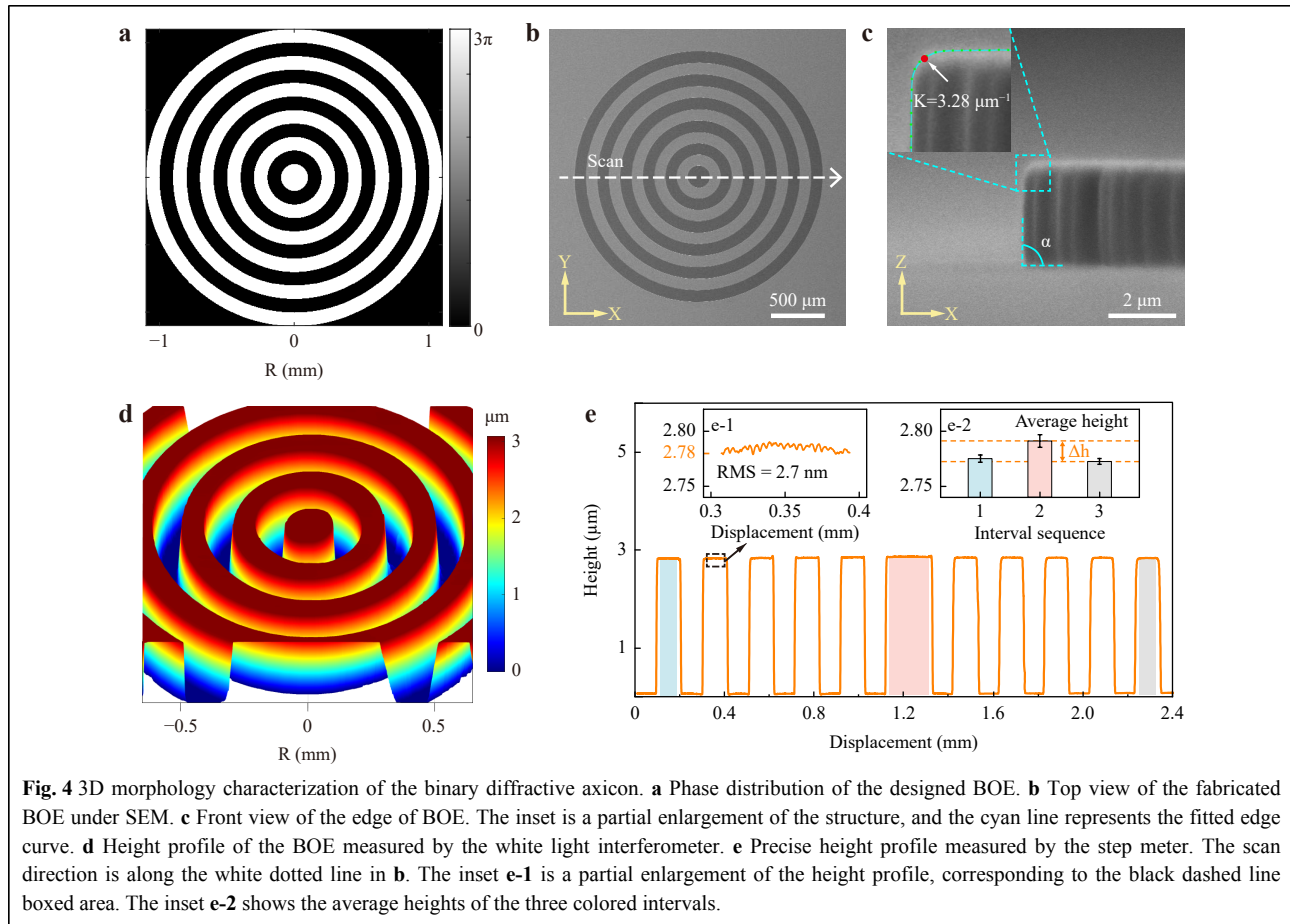 a
3π
0
−1
0
1
R (mm)
b
Scan
Y
X
500 μm
c
K=3.28 μm⁻¹
α
Z
X
2 μm
d
μm
3
2
1
0
−0.5
0
0.5
R (mm)
e
5
3
1
Height (μm)
0
0.4
0.8
1.2
1.6
2.0
2.4
Displacement (mm)
e-1
2.80
2.78
2.75
RMS = 2.7 nm
0.3
0.35
0.4
Displacement (mm)
e-2
Average height
2.80
Δh
2.75
1
2
3
Interval sequence
Fig. 4 3D morphology characterization of the binary diffractive axicon. a Phase distribution of the designed BOE. b Top view of the fabricated
BOE under SEM. c Front view of the edge of BOE. The inset is a partial enlargement of the structure, and the cyan line represents the fitted edge
curve. d Height profile of the BOE measured by the white light interferometer. e Precise height profile measured by the step meter. The scan
direction is along the white dotted line in b. The inset e-1 is a partial enlargement of the height profile, corresponding to the black dashed line
boxed area. The inset e-2 shows the average heights of the three colored intervals.